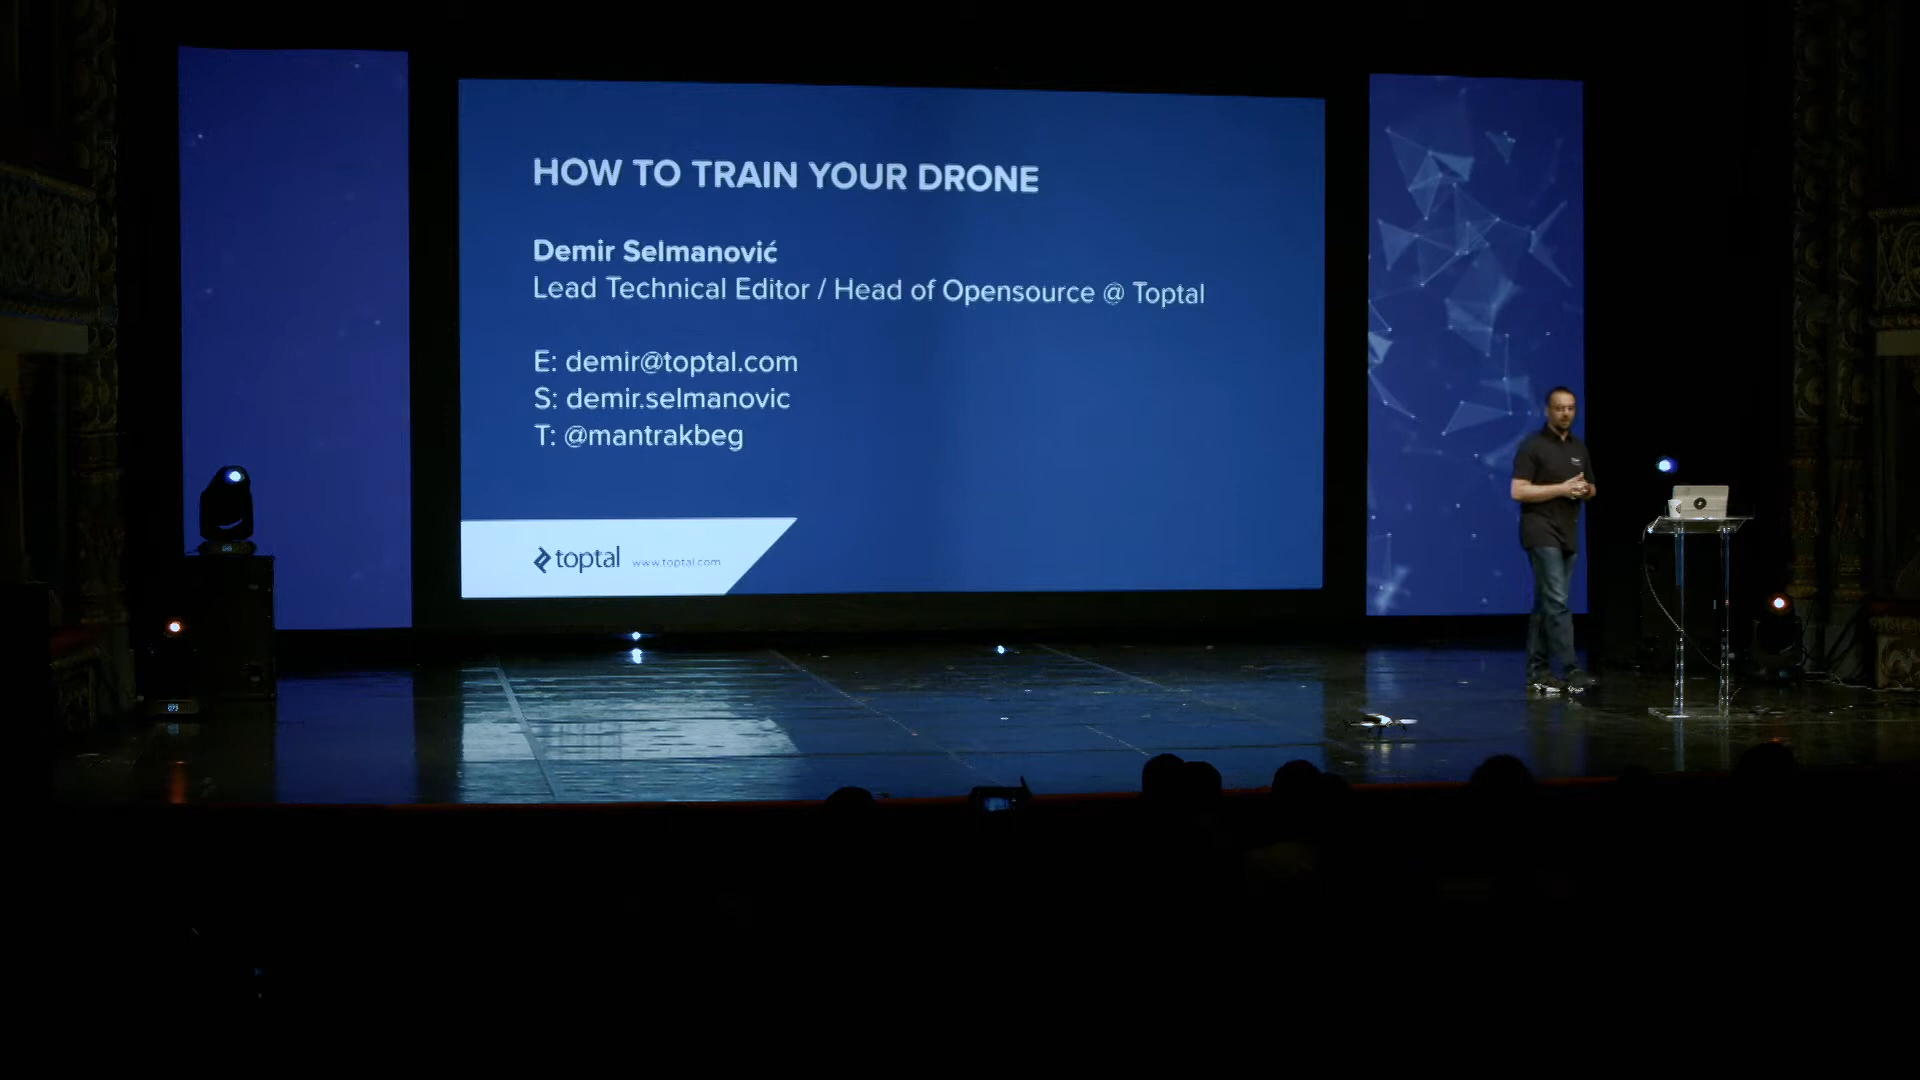 HOW TO TRAIN YOUR DRONE
Demir Selmanović
Lead Technical Editor / Head of Opensource @ Toptal
E: demir@toptal.com
S: demir.selmanovic
T: @mantrakbeg
toptal www.toptal.com